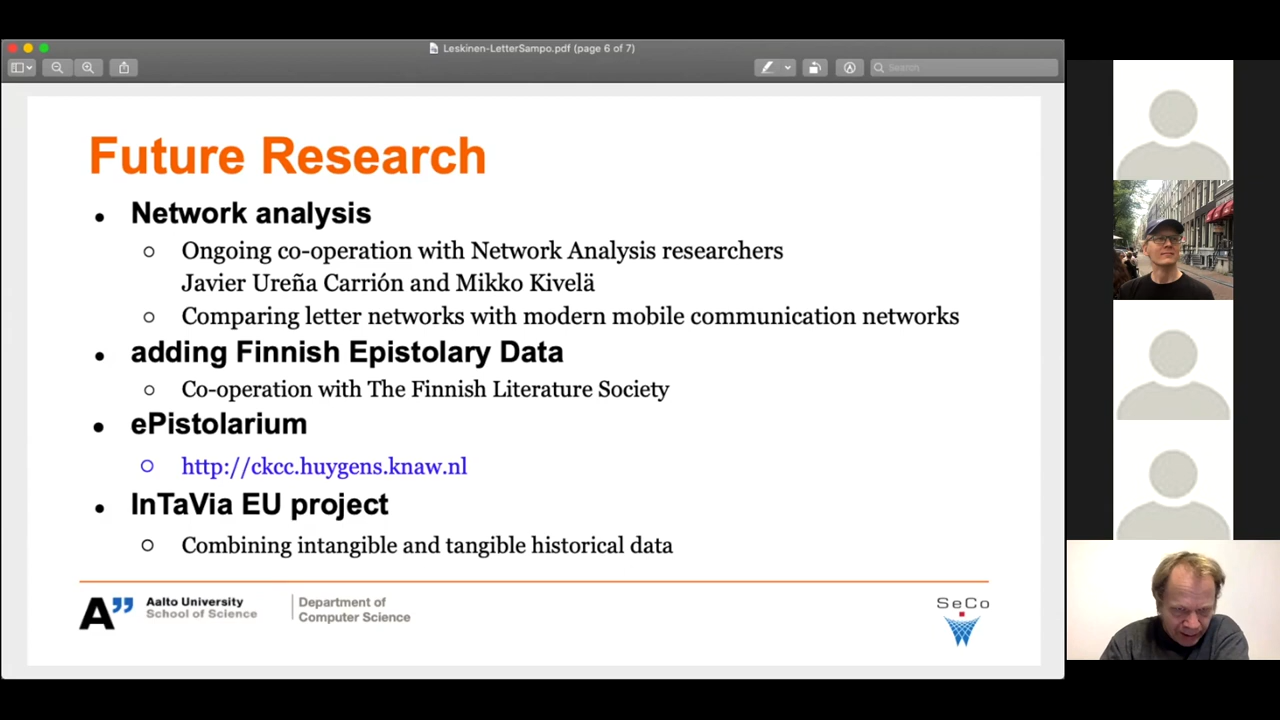 Leskinen-LetterSampo.pdf (page 6 of 7)
Search
Future Research
Network analysis
Ongoing co-operation with Network Analysis researchers
Javier Ureña Carrión and Mikko Kivelä
Comparing letter networks with modern mobile communication networks
adding Finnish Epistolary Data
Co-operation with The Finnish Literature Society
ePistolarium
http://ckcc.huygens.knaw.nl
InTaVia EU project
Combining intangible and tangible historical data
A”
Aalto University
School of Science
Department of
Computer Science
SeCo